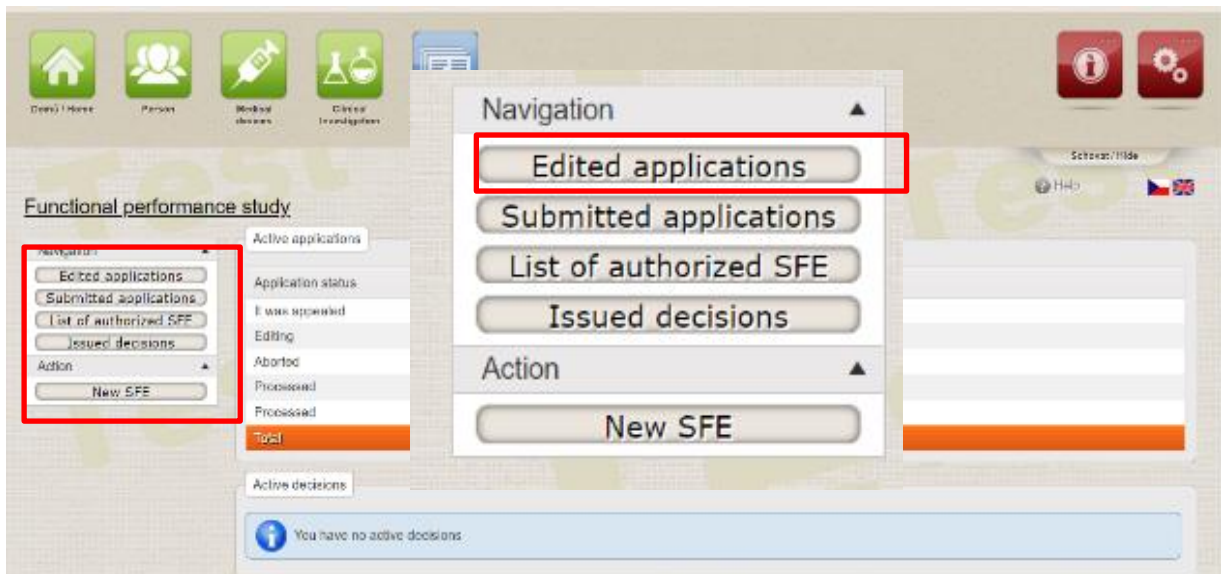 Domů / Home
Person
Medical
devices
Clinical
Investigation
Schovat/Hide
Help
Functional performance study
Navigation
Edited applications
Submitted applications
List of authorized SFE
Issued decisions
Action
New SFE
Active applications
Application status
It was appealed
Editing
Aborted
Processed
Processed
Total
Navigation
Edited applications
Submitted applications
List of authorized SFE
Issued decisions
Action
New SFE
Active decisions
You have no active decisions
Test